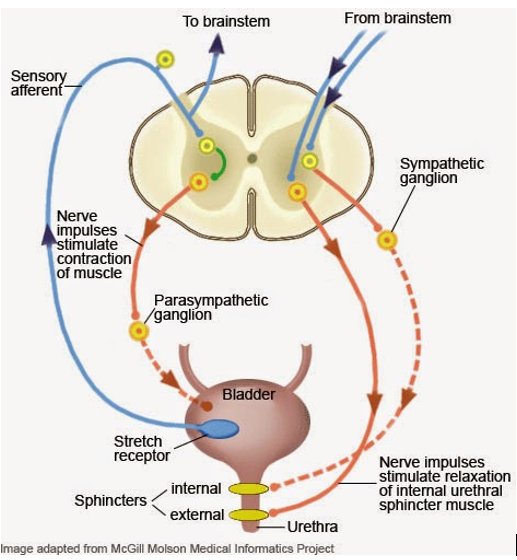 To brainstem
From brainstem
Sensory
afferent
Sympathetic
ganglion
Nerve
impulses
stimulate
contraction
of muscle
Parasympathetic
ganglion
Bladder
Stretch
receptor
Nerve impulses
stimulate relaxation
of internal urethral
sphincter muscle
Sphincters
internal
external
Urethra
Image adapted from McGill Molson Medical Informatics Project